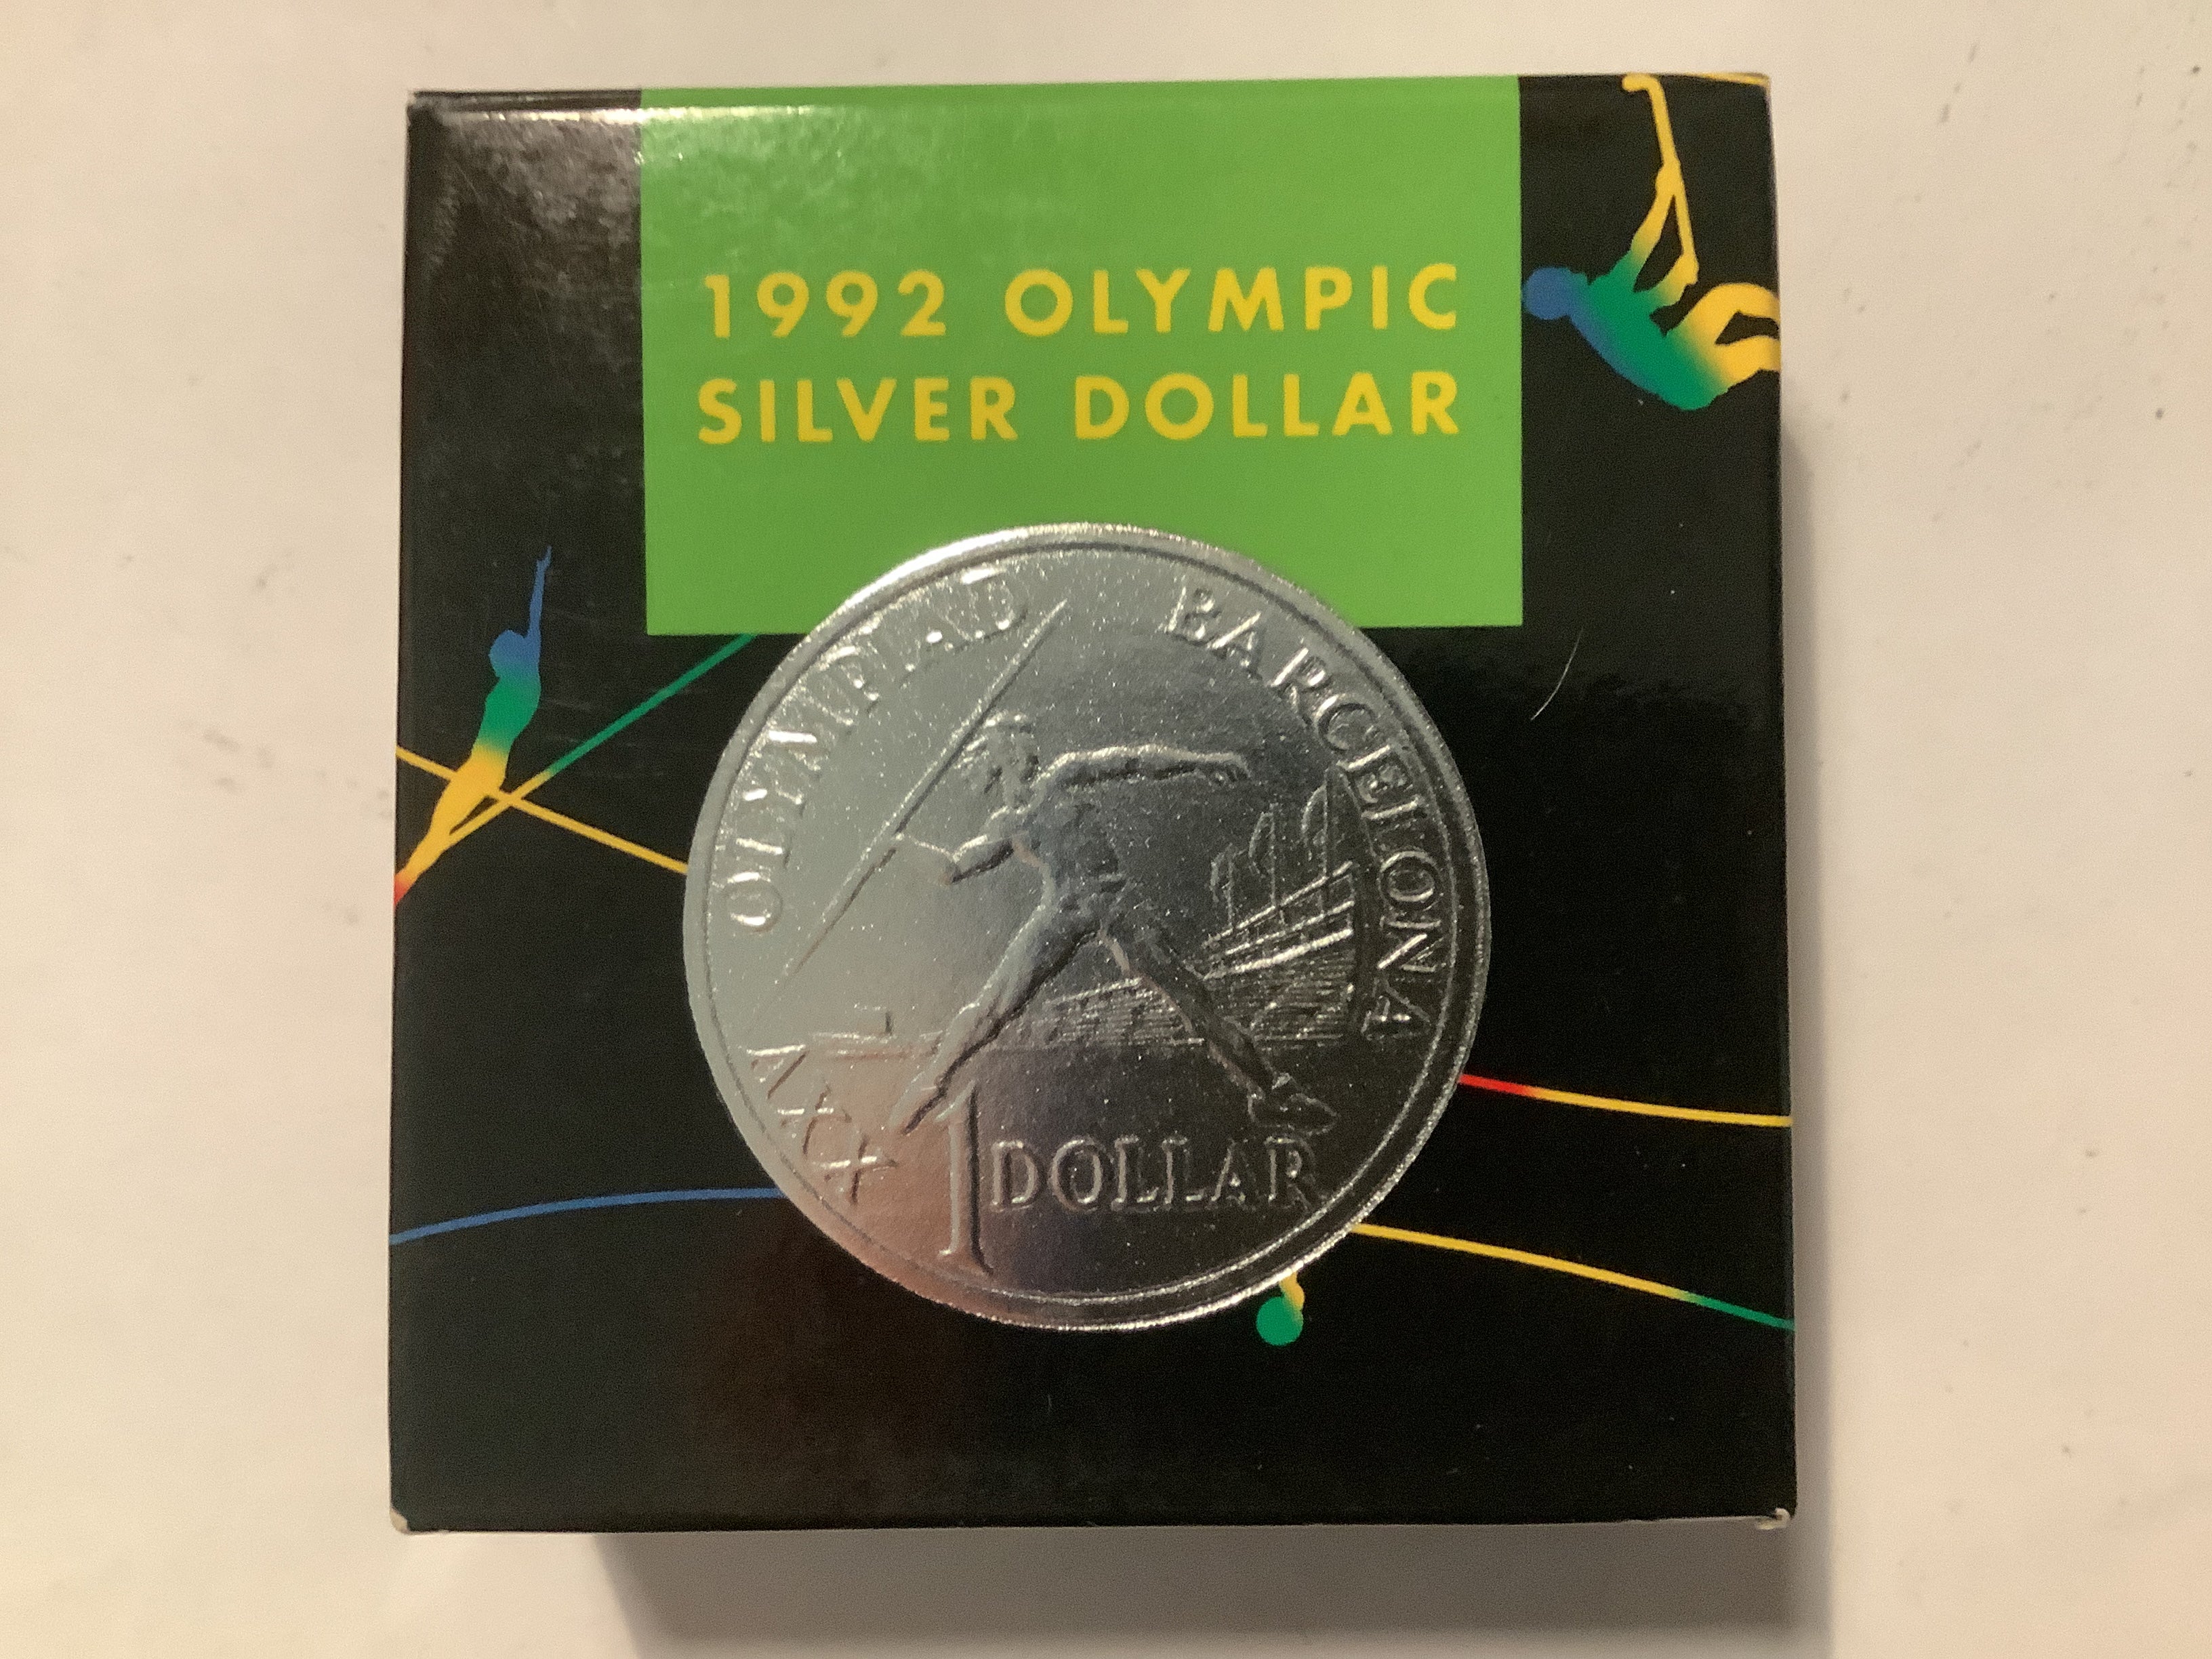 1992 OLYMPIC
SILVER DOLLAR
XXV OLYMPIAD BARCELONA
1 DOLLAR